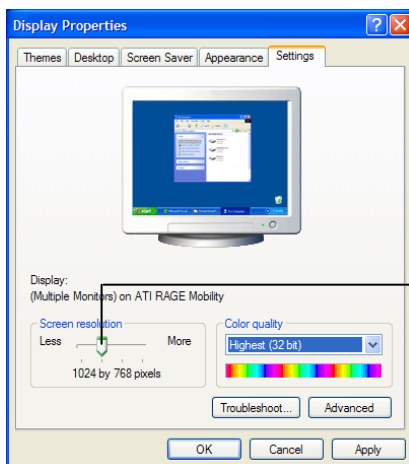 Display Properties
Themes
Desktop
Screen Saver
Appearance
Settings
start
Display:
(Multiple Monitors) on ATI RAGE Mobility
Screen resolution
Less
More
1024 by 768 pixels
Color quality
Highest (32 bit)
Troubleshoot...
Advanced
OK
Cancel
Apply